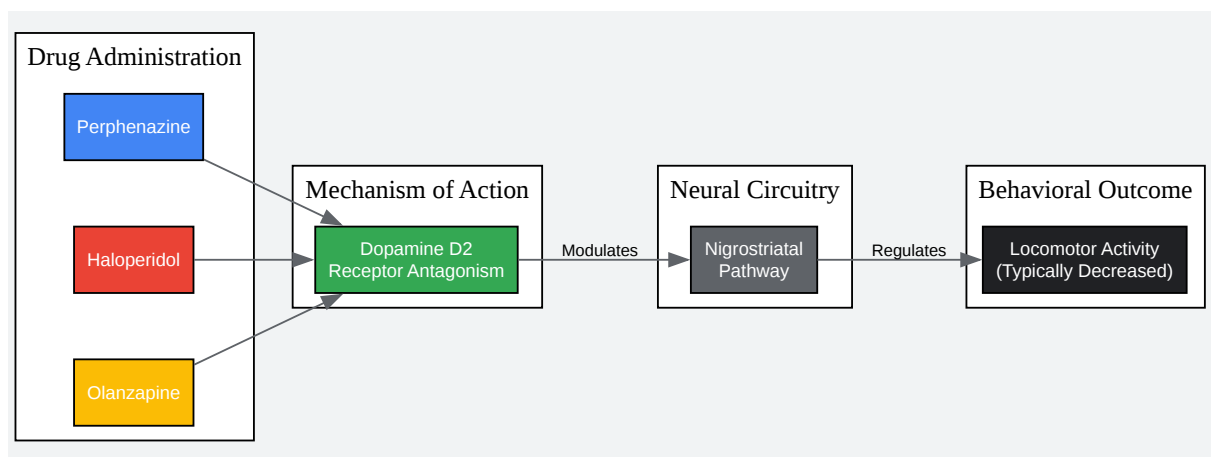 Drug Administration
Perphenazine
Haloperidol
Olanzapine
Mechanism of Action
Dopamine D2
Receptor Antagonism
Modulates
Neural Circuitry
Nigrostriatal
Pathway
Regulates
Behavioral Outcome
Locomotor Activity
(Typically Decreased)